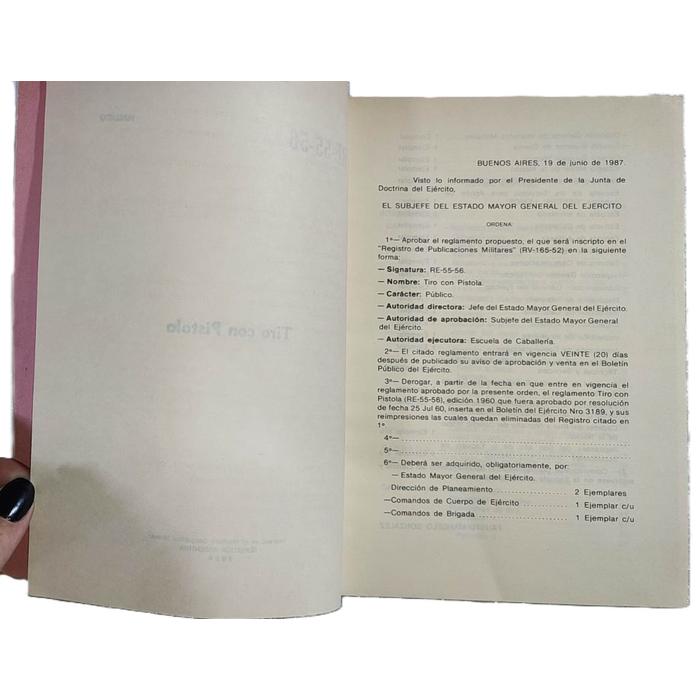 BUENOS AIRES, 19 de junio de 1987.
Visto lo informado por el Presidente de la Junta de
Doctrina del Ejército,
EL SUBJEFE DEL ESTADO MAYOR GENERAL DEL EJERCITO
ORDENA:
1º— Aprobar el reglamento propuesto, el que será inscripto en el
"Registro de Publicaciones Militares" (RV-165-52) en la siguiente
forma:
— Signatura: RE-55-56.
— Nombre: Tiro con Pistola.
— Carácter: Público.
— Autoridad directora: Jefe del Estado Mayor General del Ejército.
— Autoridad de aprobación: Subjefe del Estado Mayor General
del Ejército.
— Autoridad ejecutora: Escuela de Caballería.
2º— El citado reglamento entrará en vigencia VEINTE (20) días
después de publicado su aviso de aprobación y venta en el Boletín
Público del Ejército.
3º— Derogar, a partir de la fecha en que entre en vigencia el
reglamento aprobado por la presente orden, el reglamento Tiro con
Pistola (RE-55-56), edición 1960 que fuera aprobado por resolución
de fecha 25 Jul 60, inserta en el Boletín del Ejército Nro 3189, y sus
reimpresiones las cuales quedan eliminadas del Registro citado en
1º.
4º—
5º—
6º— Deberá ser adquirido, obligatoriamente, por:
— Estado Mayor General del Ejército.
Dirección de Planeamiento 2 Ejemplares
—Comandos de Cuerpo de Ejército 1 Ejemplar c/u
—Comandos de Brigada 1 Ejemplar c/u
RE-55-56
Tiro con Pistola